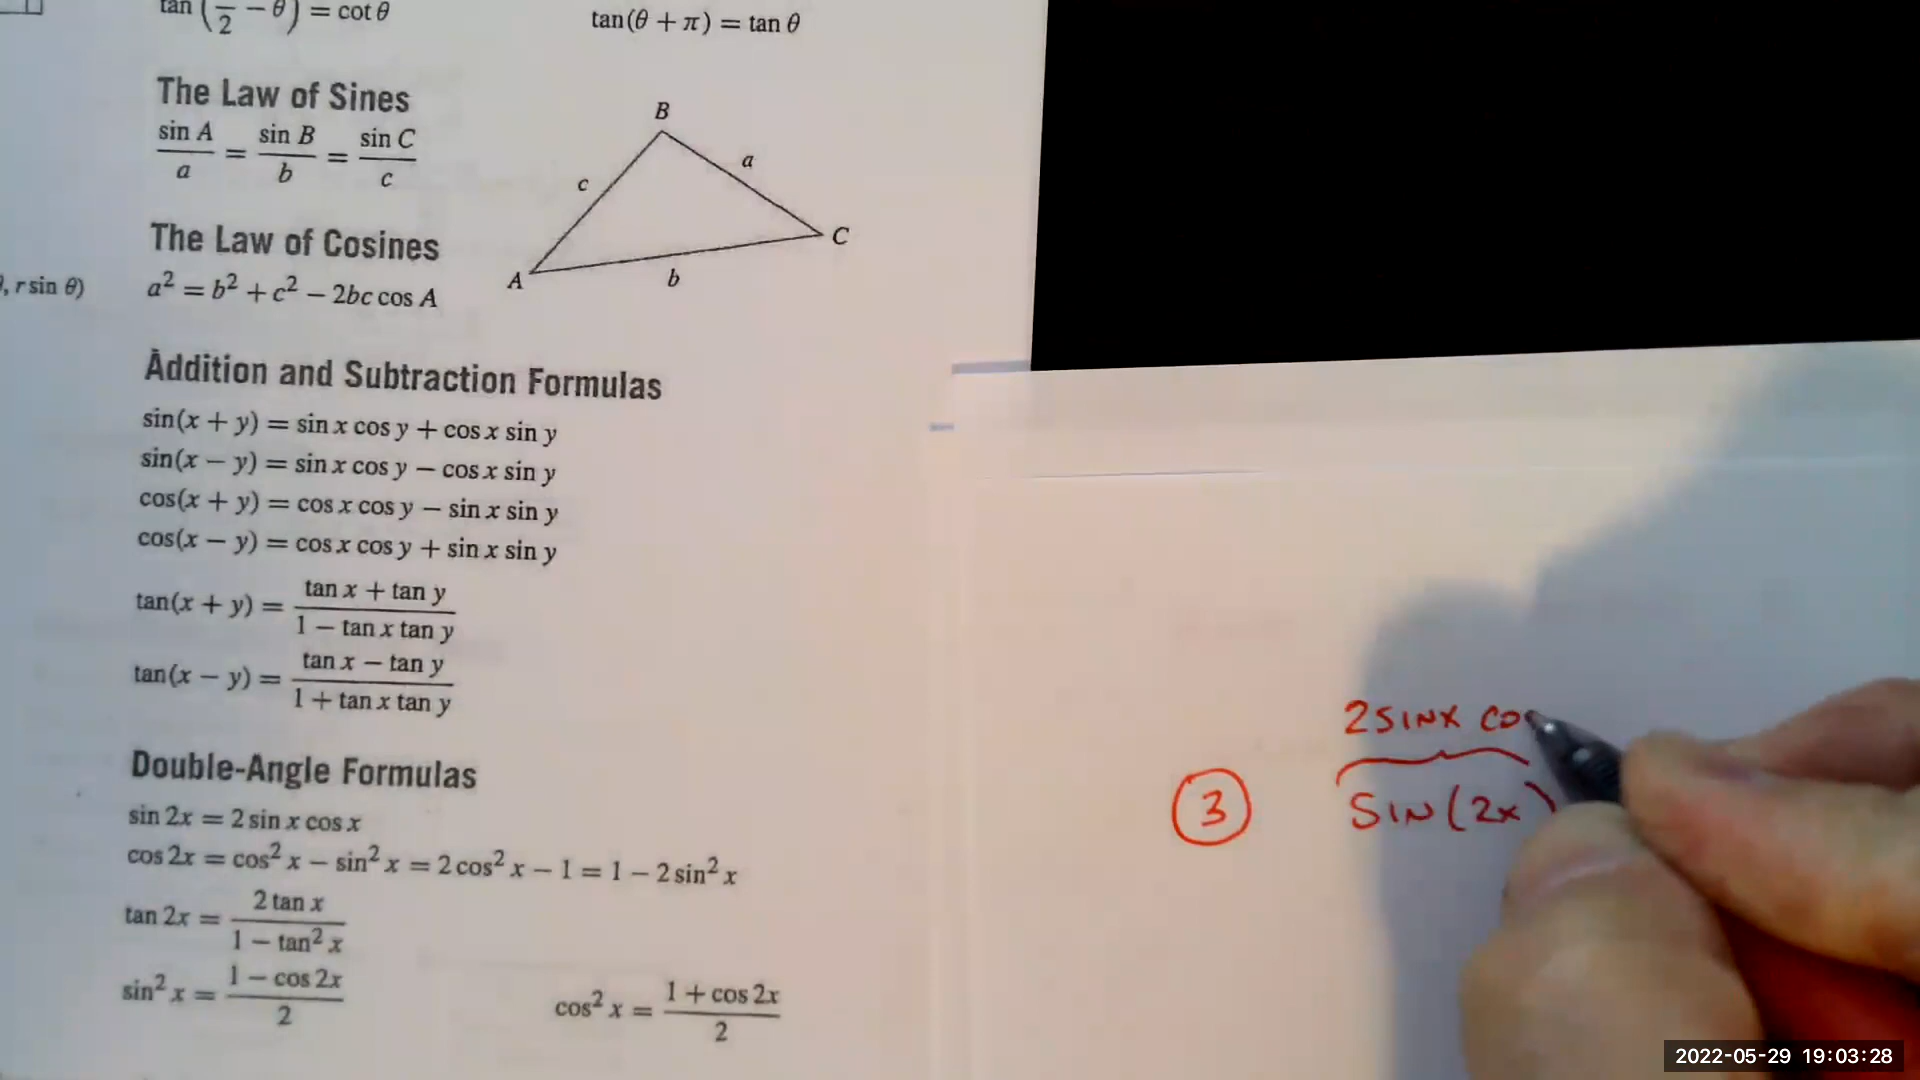 tan (π/2 − θ) = cot θ
tan(θ + π) = tan θ
The Law of Sines
sin A / a = sin B / b = sin C / c
B
a
c
C
A
b
The Law of Cosines
, r sin θ)
a² = b² + c² − 2bc cos A
Addition and Subtraction Formulas
sin(x + y) = sin x cos y + cos x sin y
sin(x − y) = sin x cos y − cos x sin y
cos(x + y) = cos x cos y − sin x sin y
cos(x − y) = cos x cos y + sin x sin y
tan(x + y) = (tan x + tan y) / (1 − tan x tan y)
tan(x − y) = (tan x − tan y) / (1 + tan x tan y)
Double-Angle Formulas
sin 2x = 2 sin x cos x
cos 2x = cos² x − sin² x = 2 cos² x − 1 = 1 − 2 sin² x
tan 2x = 2 tan x / (1 − tan² x)
sin² x = (1 − cos 2x) / 2
cos² x = (1 + cos 2x) / 2
2 SINX CO
3 SIN(2x)
2022-05-29 19:03:28